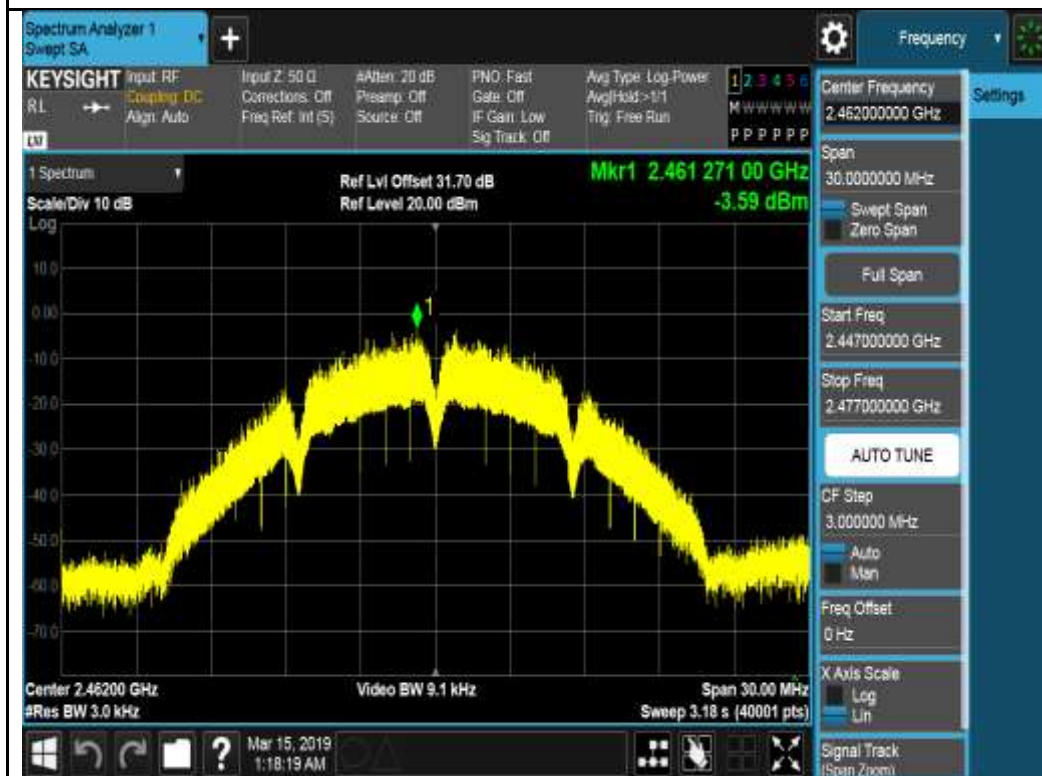 Spectrum Analyzer 1
Swept SA
+
Frequency
KEYSIGHT
RL
LXI
Input: RF
Coupling: DC
Align: Auto
Input Z: 50 Ω
Corrections: Off
Freq Ref: Int (S)
#Atten: 20 dB
Preamp: Off
Source: Off
PNO: Fast
Gate: Off
IF Gain: Low
Sig Track: Off
Avg Type: Log-Power
Avg|Hold:>1/1
Trig: Free Run
1 2 3 4 5 6
M W W W W W
P P P P P P
1 Spectrum
Scale/Div 10 dB
Log
Ref Lvl Offset 31.70 dB
Ref Level 20.00 dBm
Mkr1 2.461 271 00 GHz
-3.59 dBm
10.0
0.00
-10.0
-20.0
-30.0
-40.0
-50.0
-60.0
-70.0
1
Center 2.46200 GHz
#Res BW 3.0 kHz
Video BW 9.1 kHz
Span 30.00 MHz
Sweep 3.18 s (40001 pts)
?
Mar 15, 2019
1:18:19 AM
Center Frequency
2.462000000 GHz
Settings
Span
30.0000000 MHz
Swept Span
Zero Span
Full Span
Start Freq
2.447000000 GHz
Stop Freq
2.477000000 GHz
AUTO TUNE
CF Step
3.000000 MHz
Auto
Man
Freq Offset
0 Hz
X Axis Scale
Log
Lin
Signal Track
(Span Zoom)